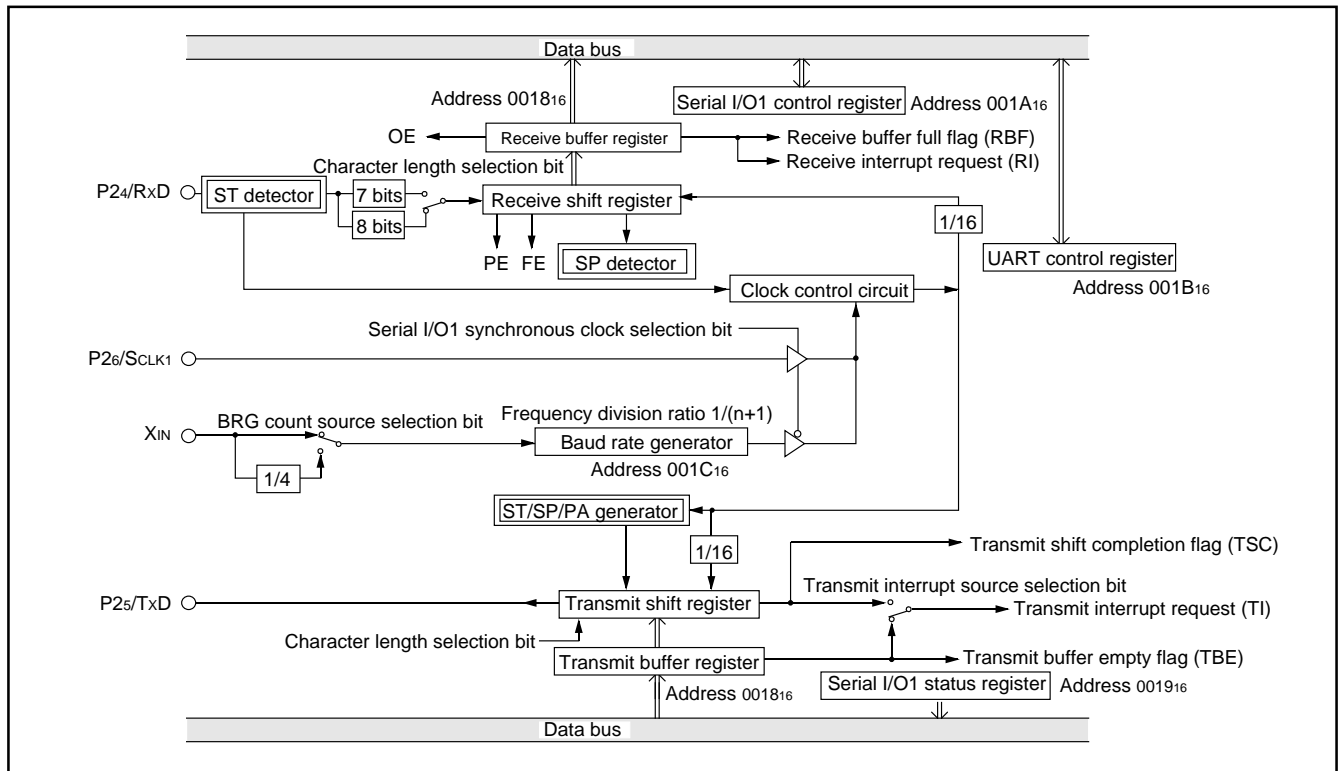 Data bus
Address 001816
Serial I/O1 control register
Address 001A16
OE
Receive buffer register
Receive buffer full flag (RBF)
Receive interrupt request (RI)
Character length selection bit
P24/RXD
ST detector
7 bits
8 bits
Receive shift register
1/16
PE
FE
SP detector
UART control register
Address 001B16
Clock control circuit
Serial I/O1 synchronous clock selection bit
P26/SCLK1
BRG count source selection bit
Frequency division ratio 1/(n+1)
XIN
Baud rate generator
Address 001C16
1/4
ST/SP/PA generator
1/16
Transmit shift completion flag (TSC)
Transmit interrupt source selection bit
P25/TXD
Transmit shift register
Transmit interrupt request (TI)
Character length selection bit
Transmit buffer register
Transmit buffer empty flag (TBE)
Address 001816
Serial I/O1 status register
Address 001916
Data bus